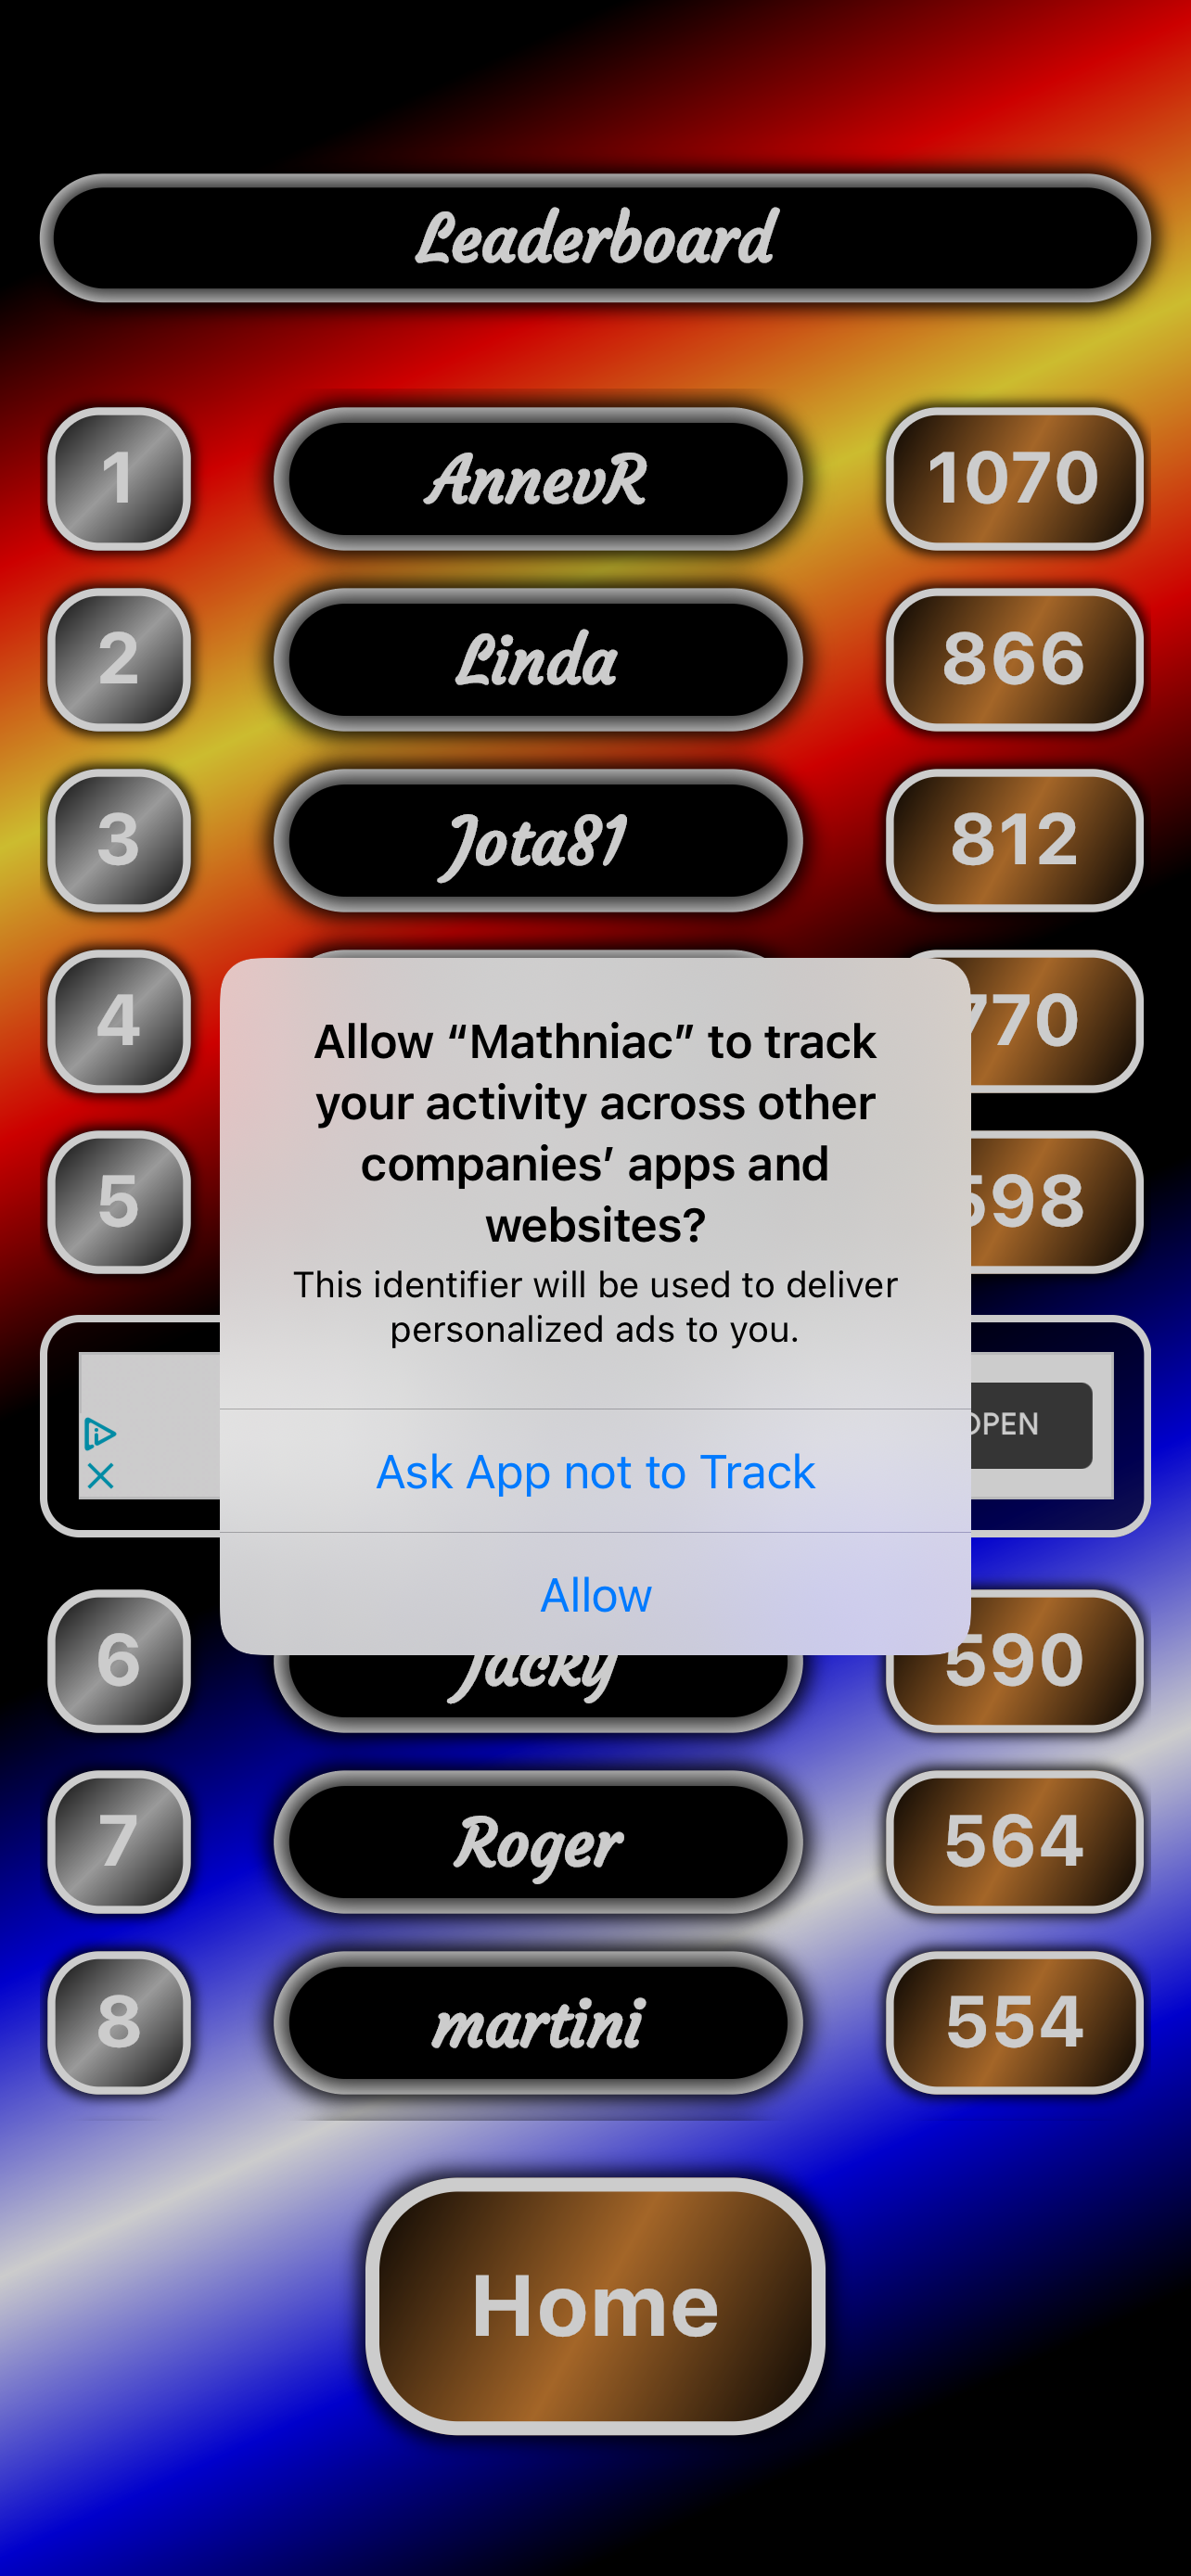 Leaderboard
1 AnnevR 1070
2 Linda 866
3 Jota81 812
4 770
5 598
Allow “Mathniac” to track
your activity across other
companies’ apps and
websites?
This identifier will be used to deliver
personalized ads to you.
OPEN
Ask App not to Track
Allow
6 Jacky 590
7 Roger 564
8 martini 554
Home